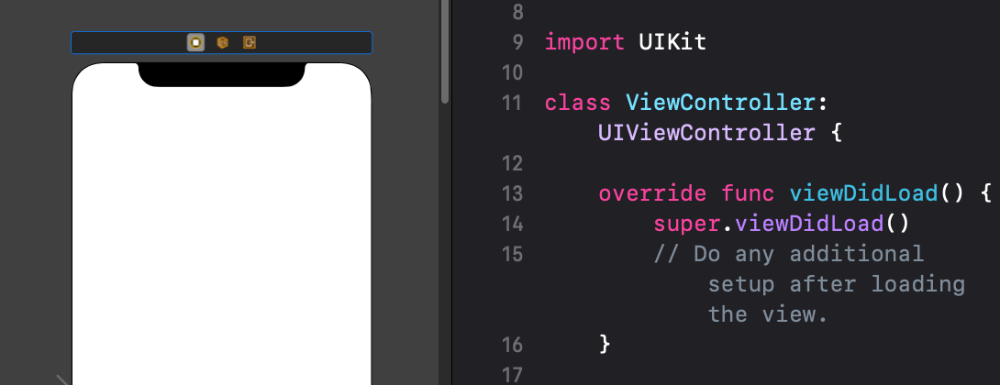 8
9 import UIKit
10
11 class ViewController:
UIViewController {
12
13 override func viewDidLoad() {
14 super.viewDidLoad()
15 // Do any additional
setup after loading
the view.
16 }
17